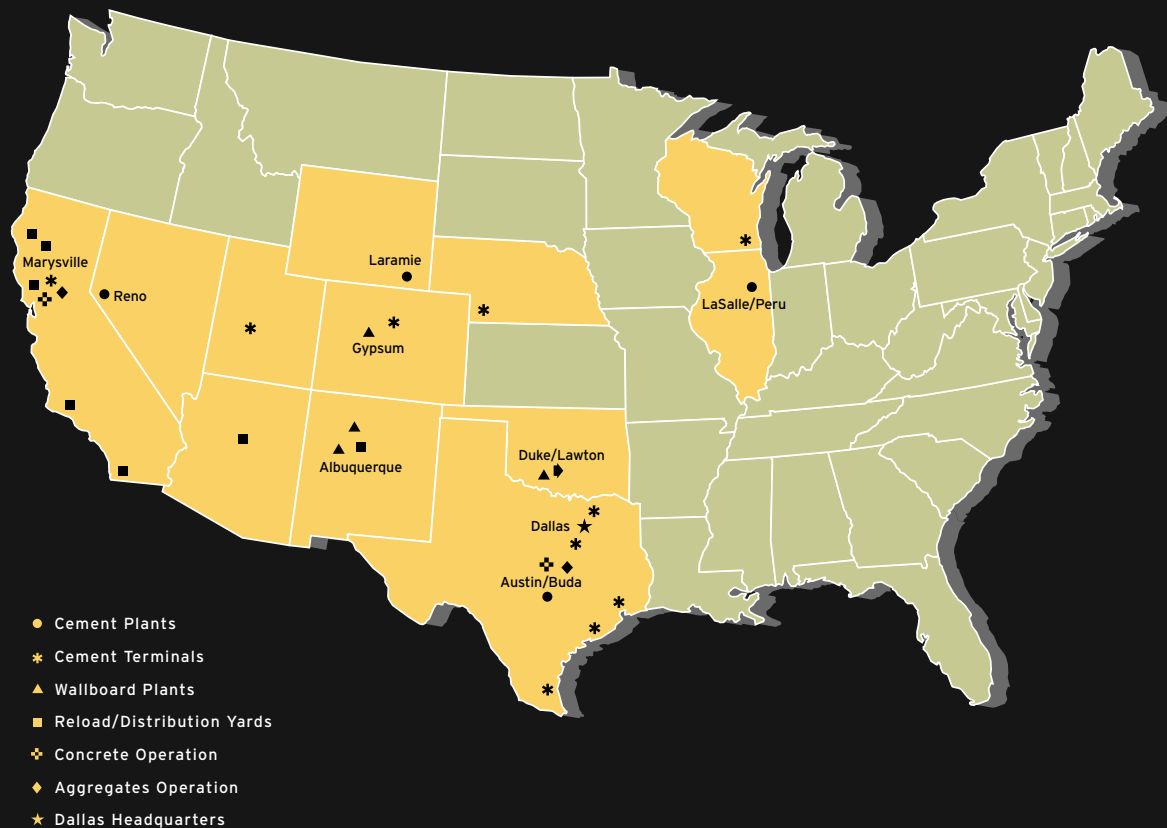 Laramie
Marysville
Reno
LaSalle/Peru
Gypsum
Duke/Lawton
Albuquerque
Dallas
Austin/Buda
Cement Plants
Cement Terminals
Wallboard Plants
Reload/Distribution Yards
Concrete Operation
Aggregates Operation
Dallas Headquarters